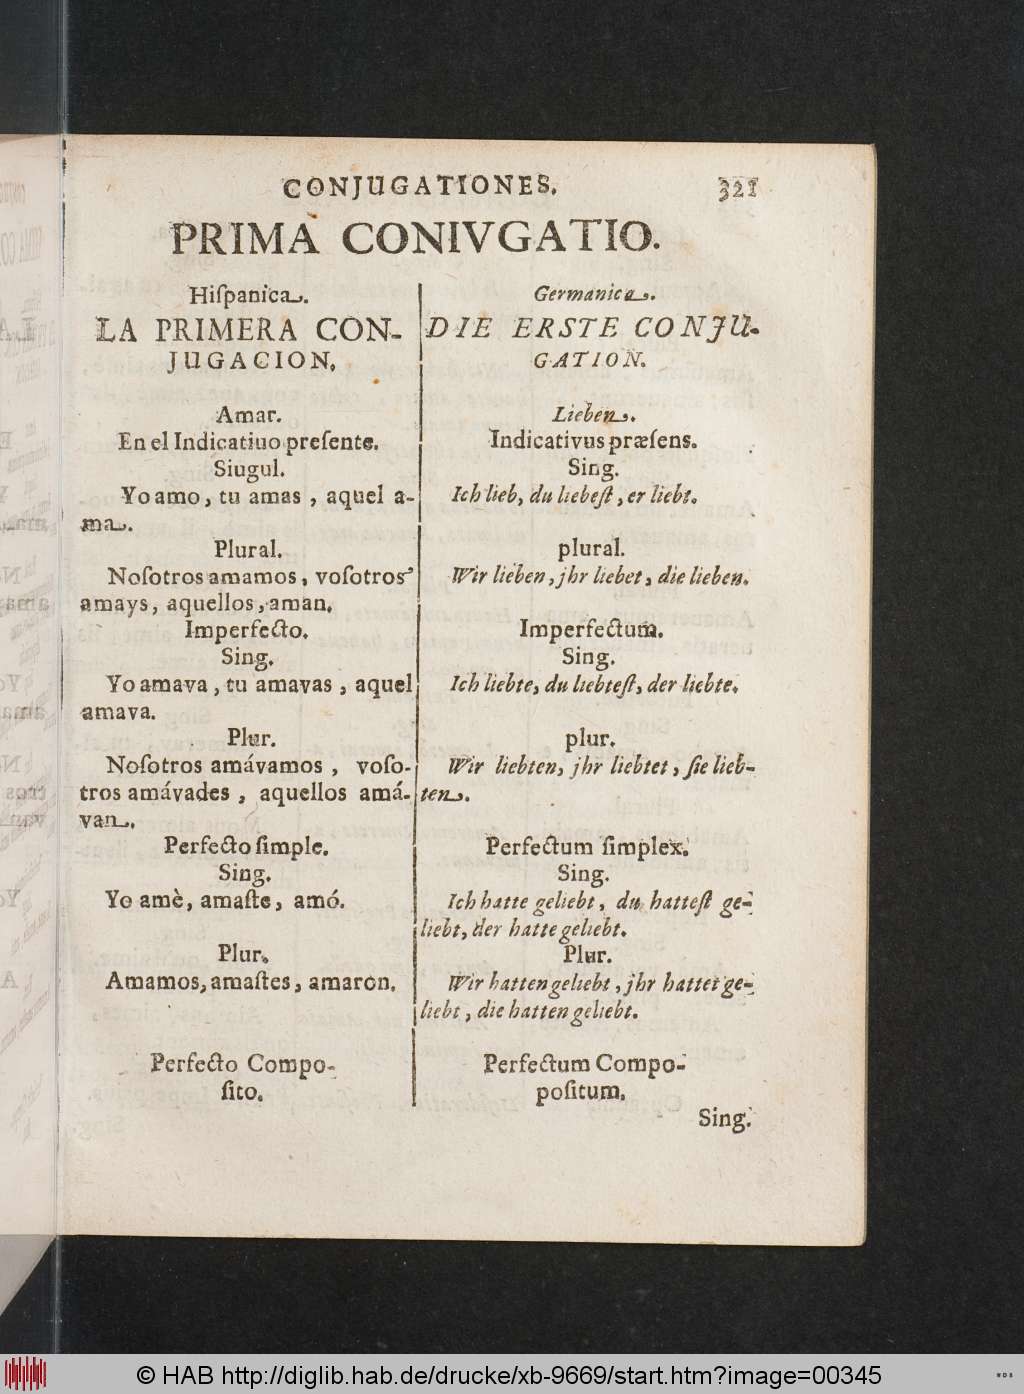 CONJUGATIONES.
321
PRIMA CONIVGATIO.
Hiſpanica.
LA PRIMERA CON-
JUGACION,
Amar.
En el Indicatiuo preſente.
Siugul.
Yo amo, tu amas, aquel a-
ma.
Plural.
Noſotros amamos, voſotros
amays, aquellos, aman,
Imperfecto.
Sing.
Yo amava, tu amavas, aquel
amava.
Plur.
Noſotros amávamos, voſo-
tros amávades, aquellos amá-
van.
Perfecto ſimple.
Sing.
Yo amè, amaſte, amó.
Plur.
Amamos, amaſtes, amaron,
Perfecto Compo-
ſito.
Germanica.
DIE ERSTE CONJU-
GATION.
Lieben.
Indicativus præſens.
Sing.
Ich lieb, du liebeſt, er liebt.
plural.
Wir lieben, jhr liebet, die lieben.
Imperfectum.
Sing.
Ich liebte, du liebteſt, der liebte.
plur.
Wir liebten, jhr liebtet, ſie lieb-
ten.
Perfectum ſimplex.
Sing.
Ich hatte geliebt, du hatteſt ge-
liebt, der hatte geliebt.
Plur.
Wir hatten geliebt, jhr hattet ge-
liebt, die hatten geliebt.
Perfectum Compo-
poſitum.
Sing.
© HAB http://diglib.hab.de/drucke/xb-9669/start.htm?image=00345